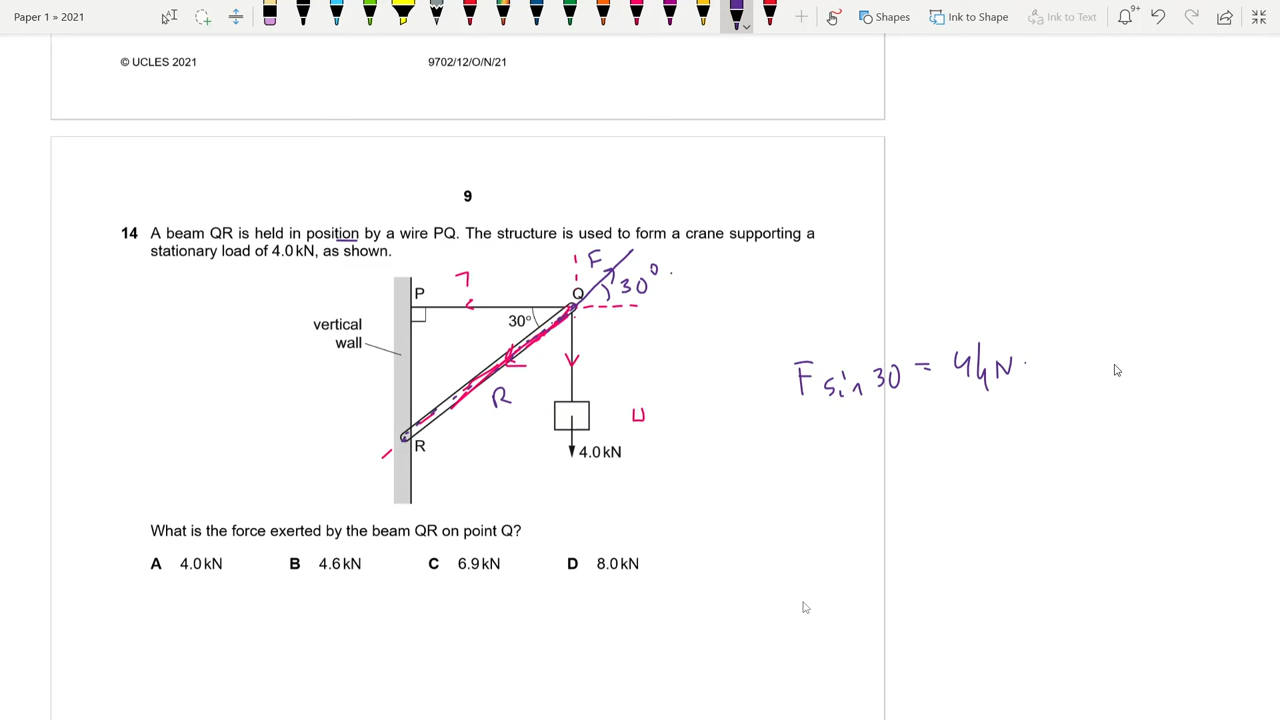 Paper 1 » 2021
Shapes
Ink to Shape
Ink to Text
9+
© UCLES 2021
9702/12/O/N/21
9
14 A beam QR is held in position by a wire PQ. The structure is used to form a crane supporting a
stationary load of 4.0 kN, as shown.
F
30°
P
Q
30°
vertical
wall
R
R
4.0 kN
F sin 30 = 4kN
What is the force exerted by the beam QR on point Q?
A 4.0 kN B 4.6 kN C 6.9 kN D 8.0 kN